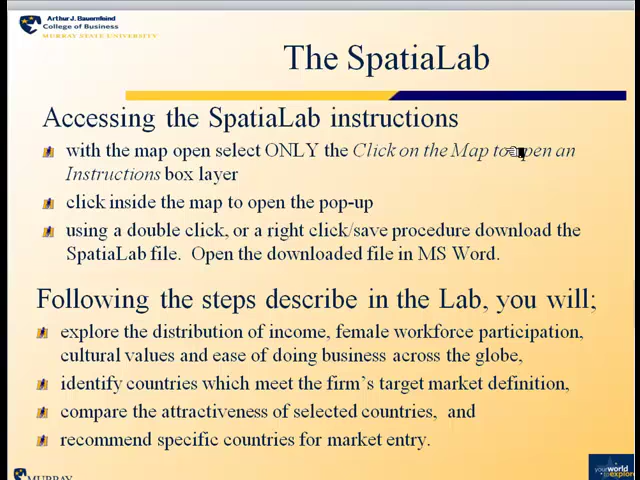 Arthur J. Bauernfeind
College of Business
MURRAY STATE UNIVERSITY
The SpatiaLab
Accessing the SpatiaLab instructions
with the map open select ONLY the Click on the Map to open an
Instructions box layer
click inside the map to open the pop-up
using a double click, or a right click/save procedure download the
SpatiaLab file. Open the downloaded file in MS Word.
Following the steps describe in the Lab, you will;
explore the distribution of income, female workforce participation,
cultural values and ease of doing business across the globe,
identify countries which meet the firm's target market definition,
compare the attractiveness of selected countries, and
recommend specific countries for market entry.
MURRAY
your world
to explore